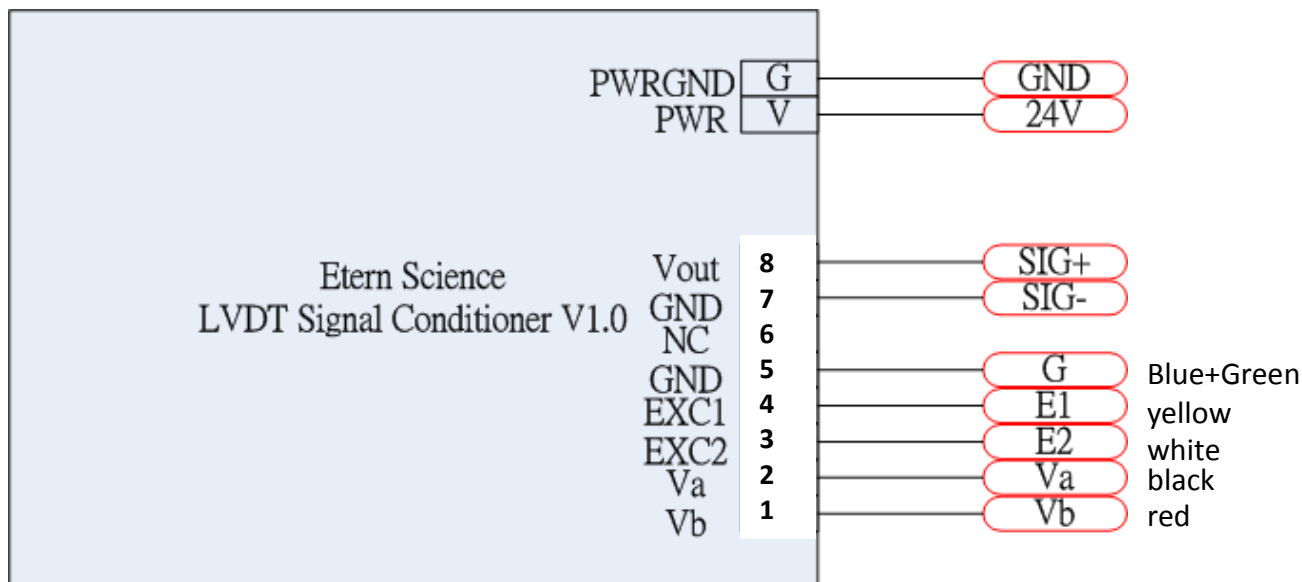 PWRGND G GND
PWR V 24V
Etern Science
LVDT Signal Conditioner V1.0
Vout 8 SIG+
GND 7 SIG-
NC 6
GND 5 G Blue+Green
EXC1 4 E1 yellow
EXC2 3 E2 white
Va 2 Va black
Vb 1 Vb red